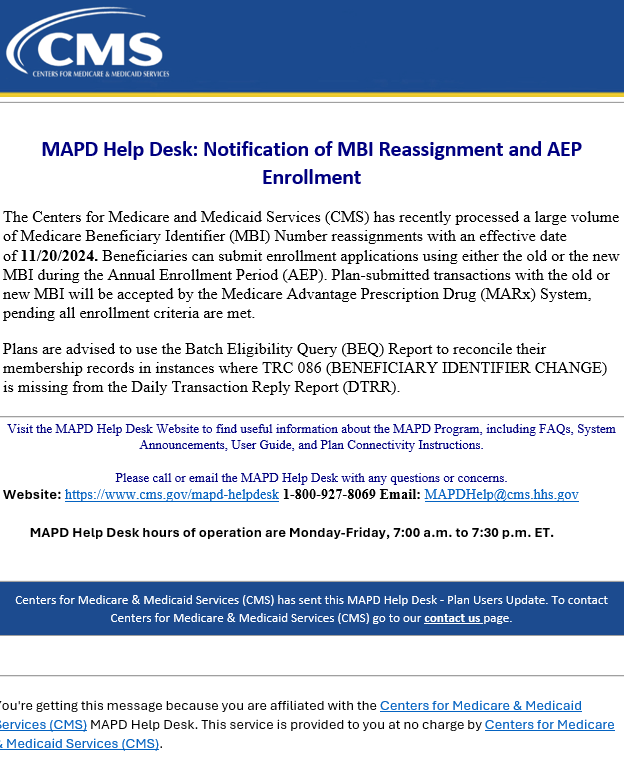 CMS
CENTERS FOR MEDICARE & MEDICAID SERVICES
MAPD Help Desk: Notification of MBI Reassignment and AEP
Enrollment
The Centers for Medicare and Medicaid Services (CMS) has recently processed a large volume
of Medicare Beneficiary Identifier (MBI) Number reassignments with an effective date
of 11/20/2024. Beneficiaries can submit enrollment applications using either the old or the new
MBI during the Annual Enrollment Period (AEP). Plan-submitted transactions with the old or
new MBI will be accepted by the Medicare Advantage Prescription Drug (MARx) System,
pending all enrollment criteria are met.
Plans are advised to use the Batch Eligibility Query (BEQ) Report to reconcile their
membership records in instances where TRC 086 (BENEFICIARY IDENTIFIER CHANGE)
is missing from the Daily Transaction Reply Report (DTRR).
Visit the MAPD Help Desk Website to find useful information about the MAPD Program, including FAQs, System
Announcements, User Guide, and Plan Connectivity Instructions.
Please call or email the MAPD Help Desk with any questions or concerns.
Website: https://www.cms.gov/mapd-helpdesk 1-800-927-8069 Email: MAPDHelp@cms.hhs.gov
MAPD Help Desk hours of operation are Monday-Friday, 7:00 a.m. to 7:30 p.m. ET.
Centers for Medicare & Medicaid Services (CMS) has sent this MAPD Help Desk - Plan Users Update. To contact
Centers for Medicare & Medicaid Services (CMS) go to our contact us page.
You're getting this message because you are affiliated with the Centers for Medicare & Medicaid
Services (CMS) MAPD Help Desk. This service is provided to you at no charge by Centers for Medicare
& Medicaid Services (CMS).